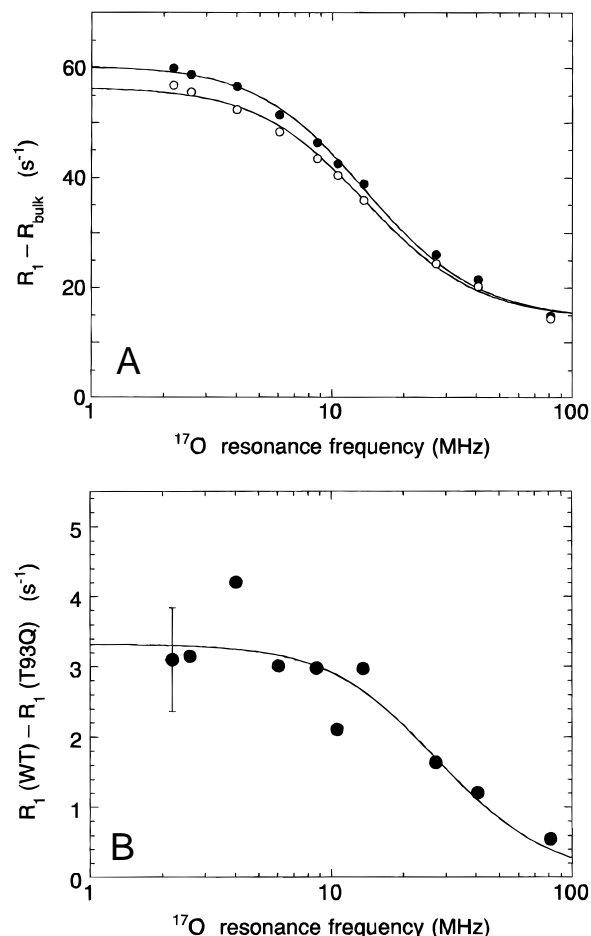 60
40
20
0
R₁ – R_bulk (s⁻¹)
A
1
10
100
¹⁷O resonance frequency (MHz)
5
4
3
2
1
0
R₁ (WT) – R₁ (T93Q) (s⁻¹)
B
1
10
100
¹⁷O resonance frequency (MHz)